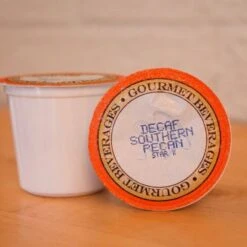 GOURMET BEVERAGES •
DECAF
SOUTHERN
PECAN
GOURMET BEVERAGES •